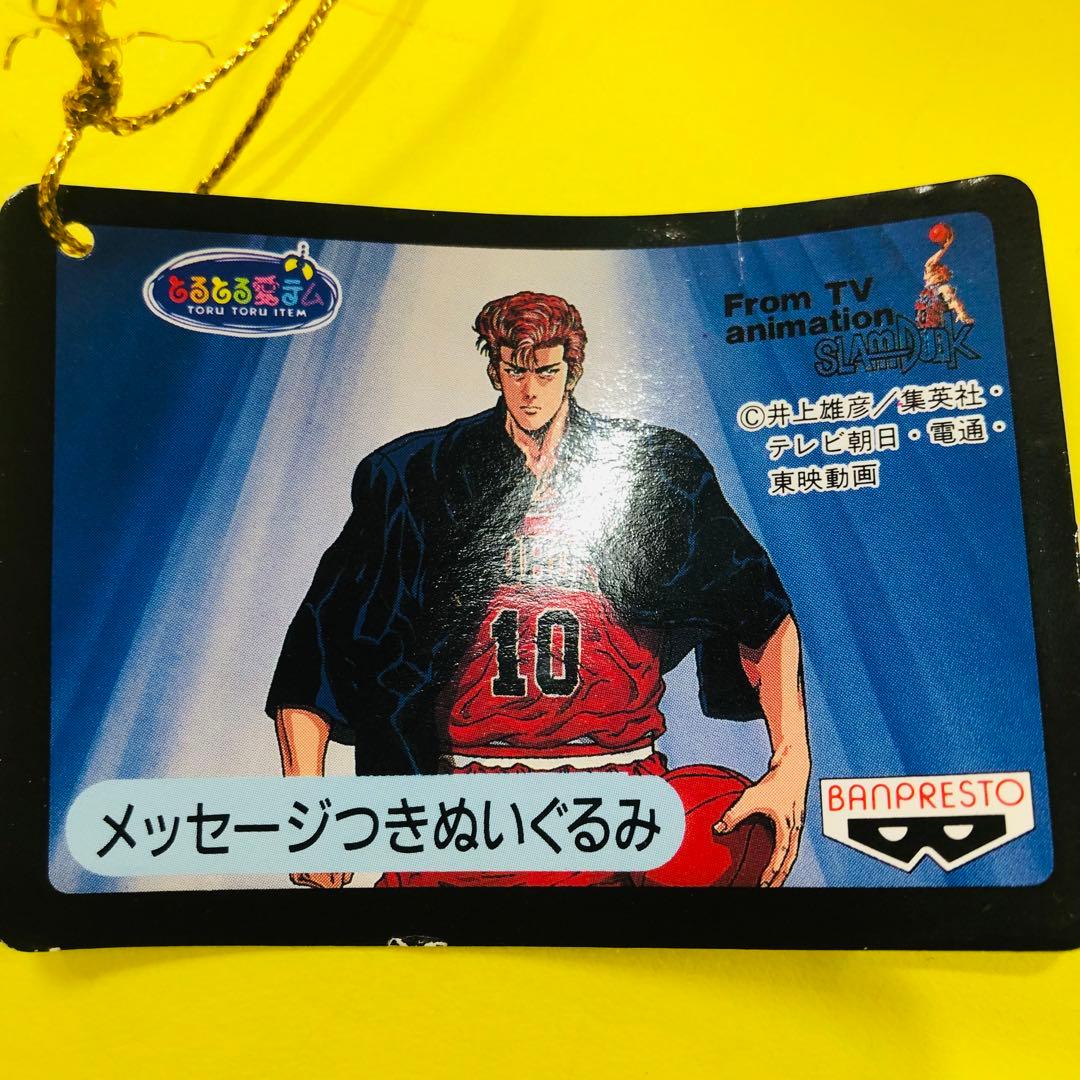 とるとる愛テム
TORU TORU ITEM
From TV
animation
SLAM DUNK
©井上雄彦／集英社・
テレビ朝日・電通・
東映動画
10
メッセージつきぬいぐるみ
BANPRESTO